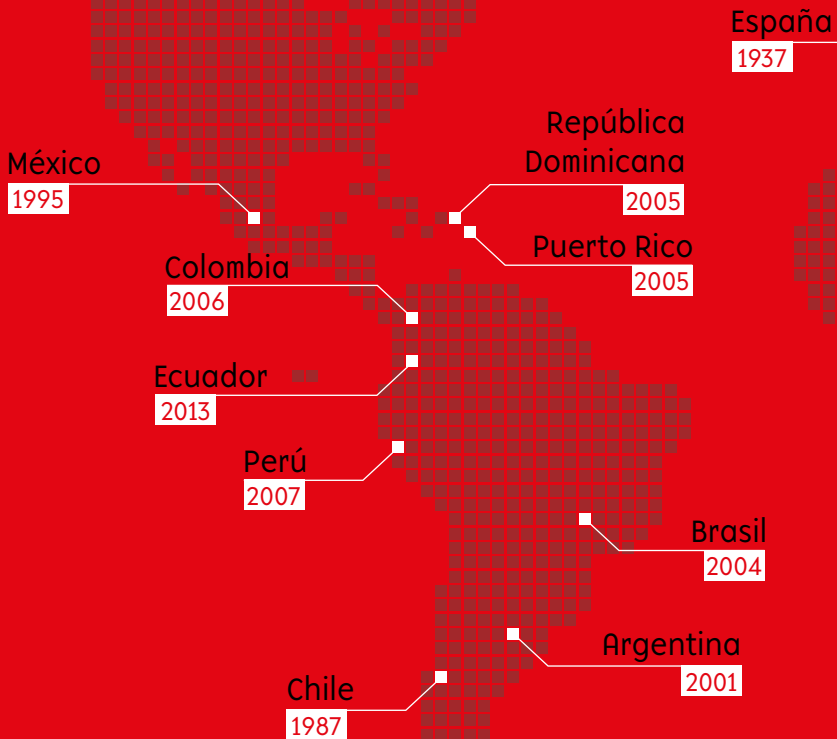 España
1937
República
Dominicana
2005
México
1995
Puerto Rico
2005
Colombia
2006
Ecuador
2013
Perú
2007
Brasil
2004
Argentina
2001
Chile
1987